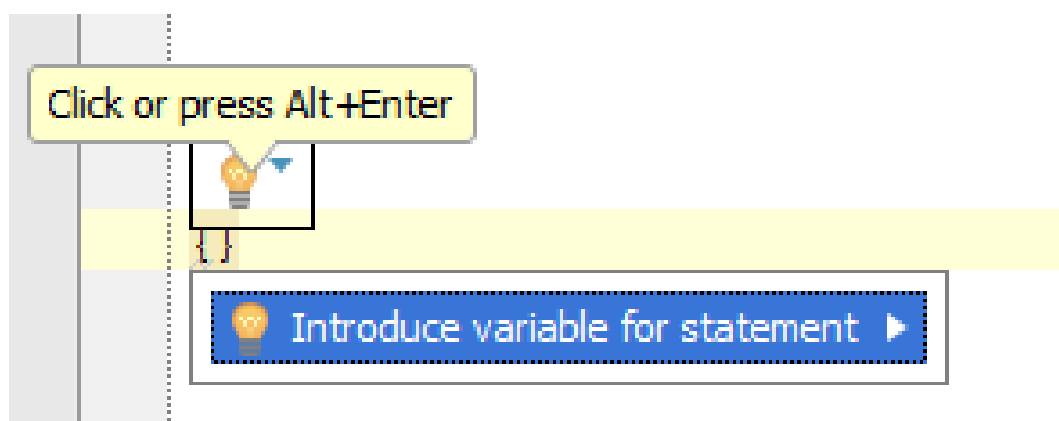 Click or press Alt+Enter
{}
Introduce variable for statement